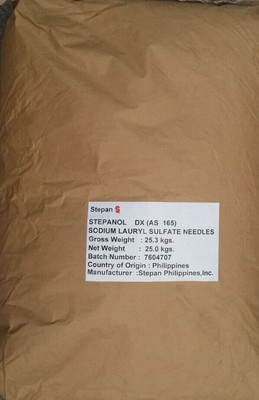 Stepan S
STEPANOL DX (AS 165)
SODIUM LAURYL SULFATE NEEDLES
Gross Weight : 25.3 kgs.
Net Weight : 25.0 kgs.
Batch Number : 7604707
Country of Origin : Philippines
Manufacturer :Stepan Philippines,Inc.